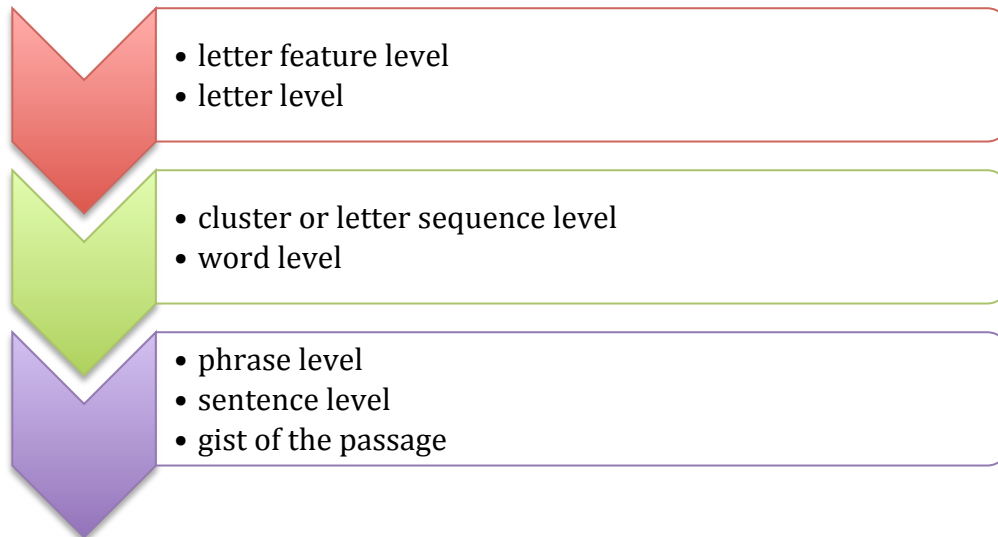 • letter feature level
• letter level
• cluster or letter sequence level
• word level
• phrase level
• sentence level
• gist of the passage